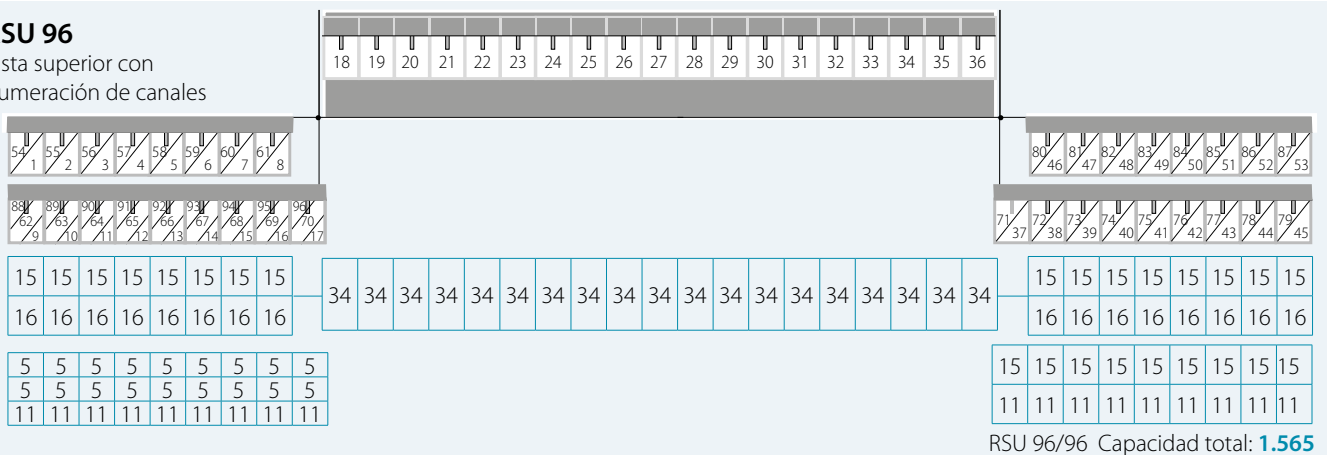 SU 96
sta superior con
umeración de canales
18 19 20 21 22 23 24 25 26 27 28 29 30 31 32 33 34 35 36
54 1 55 2 56 3 57 4 58 5 59 6 60 7 61 8
80 46 81 47 82 48 83 49 84 50 85 51 86 52 87 53
88 62 9 89 63 10 90 64 11 91 65 12 92 66 13 93 67 14 94 68 15 95 69 16 96 70 17
71 37 72 38 73 39 74 40 75 41 76 42 77 43 78 44 79 45
15 15 15 15 15 15 15 15
16 16 16 16 16 16 16 16
34 34 34 34 34 34 34 34 34 34 34 34 34 34 34 34 34 34 34
15 15 15 15 15 15 15 15
16 16 16 16 16 16 16 16
5 5 5 5 5 5 5 5 5
5 5 5 5 5 5 5 5 5
11 11 11 11 11 11 11 11 11
15 15 15 15 15 15 15 15 15
11 11 11 11 11 11 11 11 11
RSU 96/96 Capacidad total: 1.565